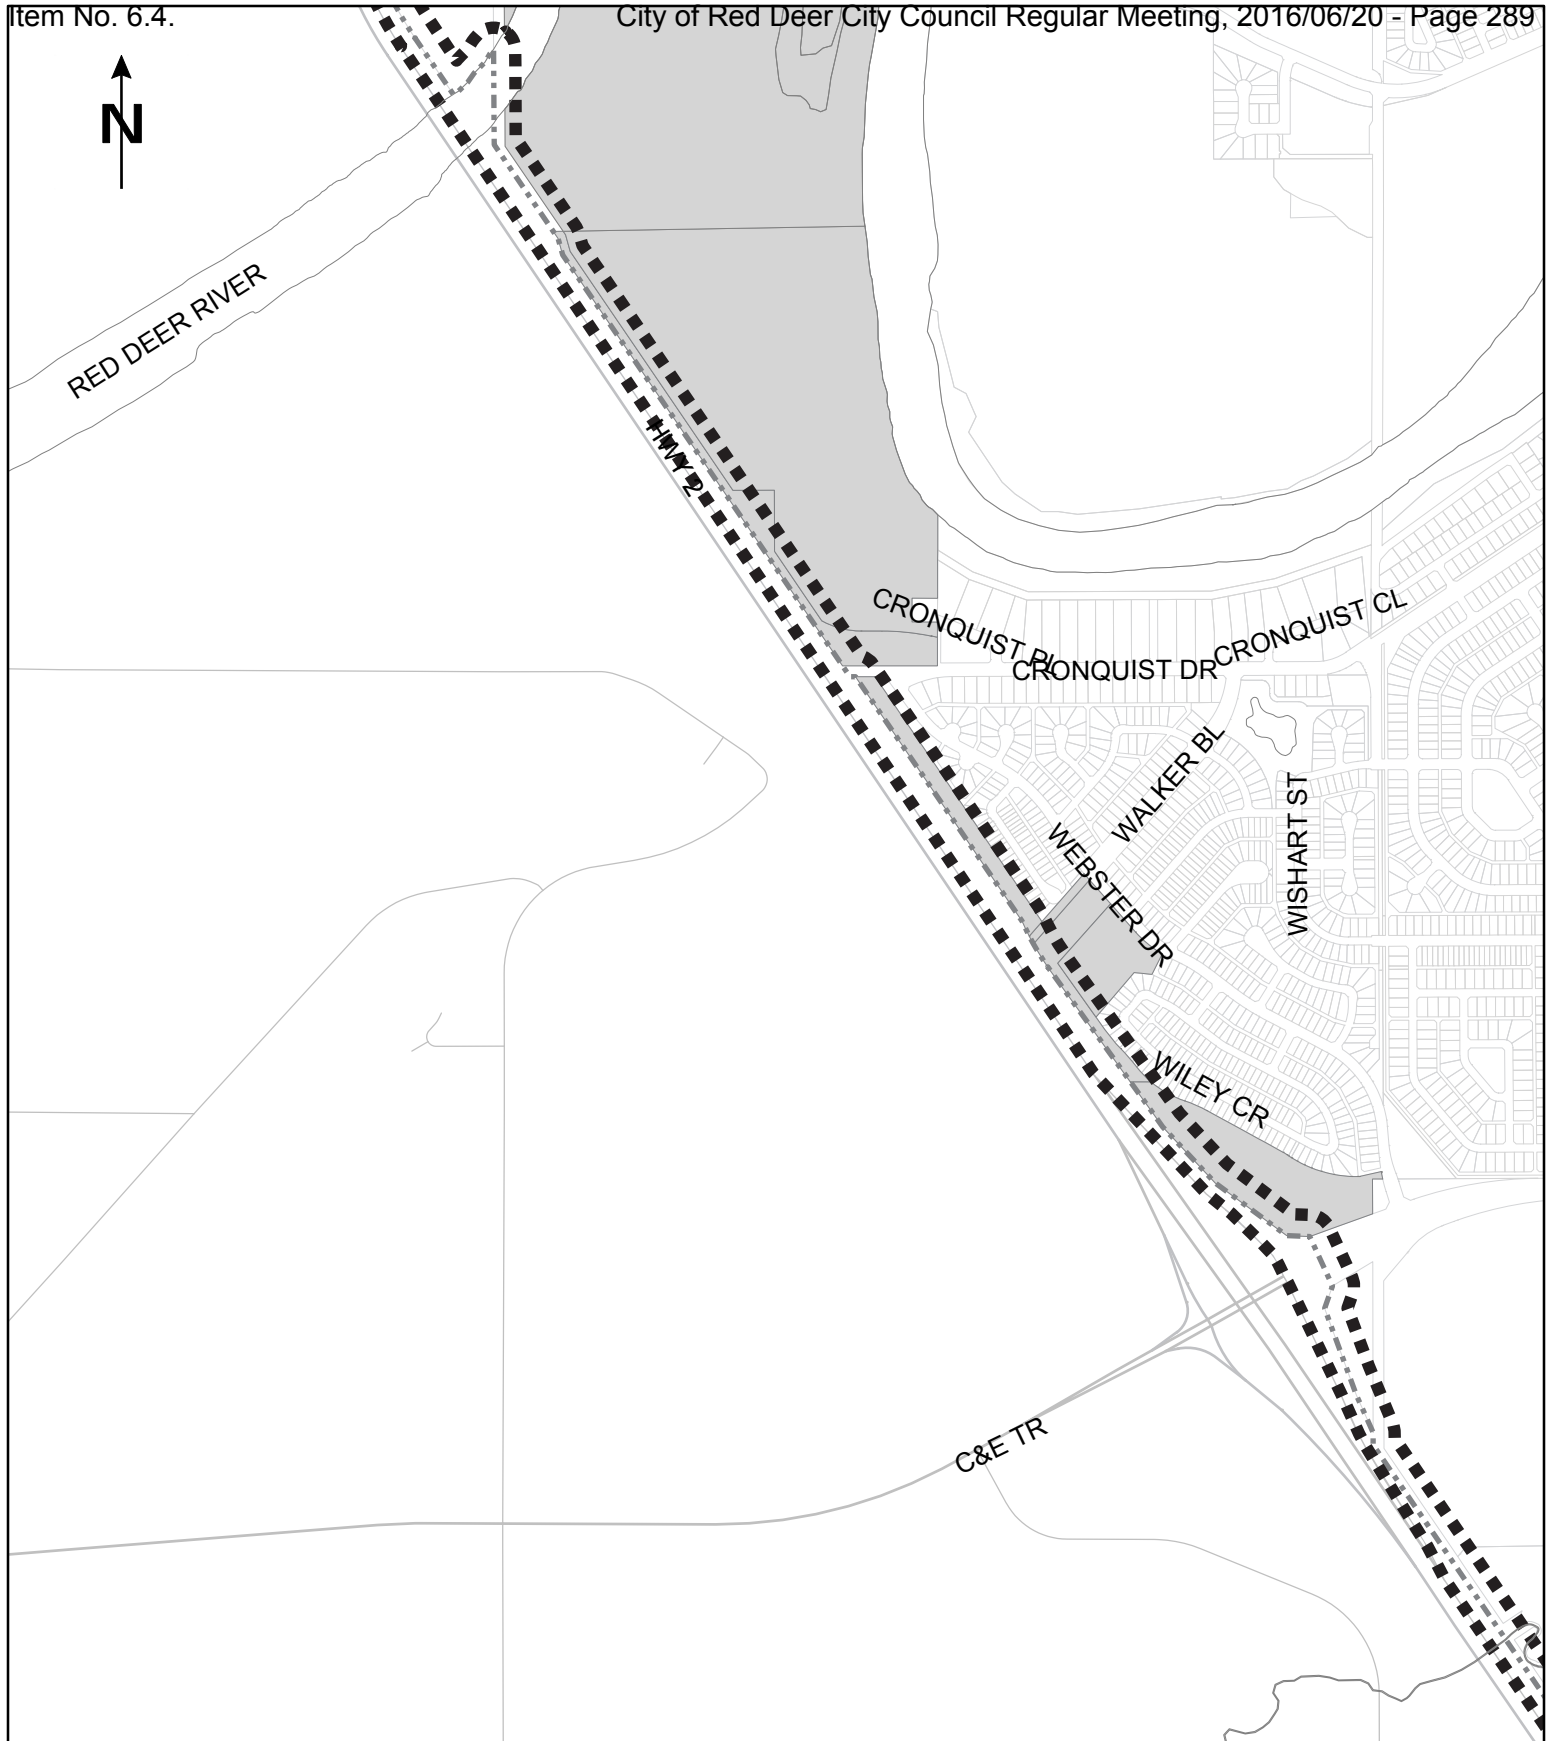 Item No. 6.4.
City of Red Deer City Council Regular Meeting, 2016/06/20 - Page 289
N
RED DEER RIVER
HWY 2
CRONQUIST PL
CRONQUIST DR
CRONQUIST CL
WALKER BL
WEBSTER DR
WISHART ST
WILEY CR
C&E TR